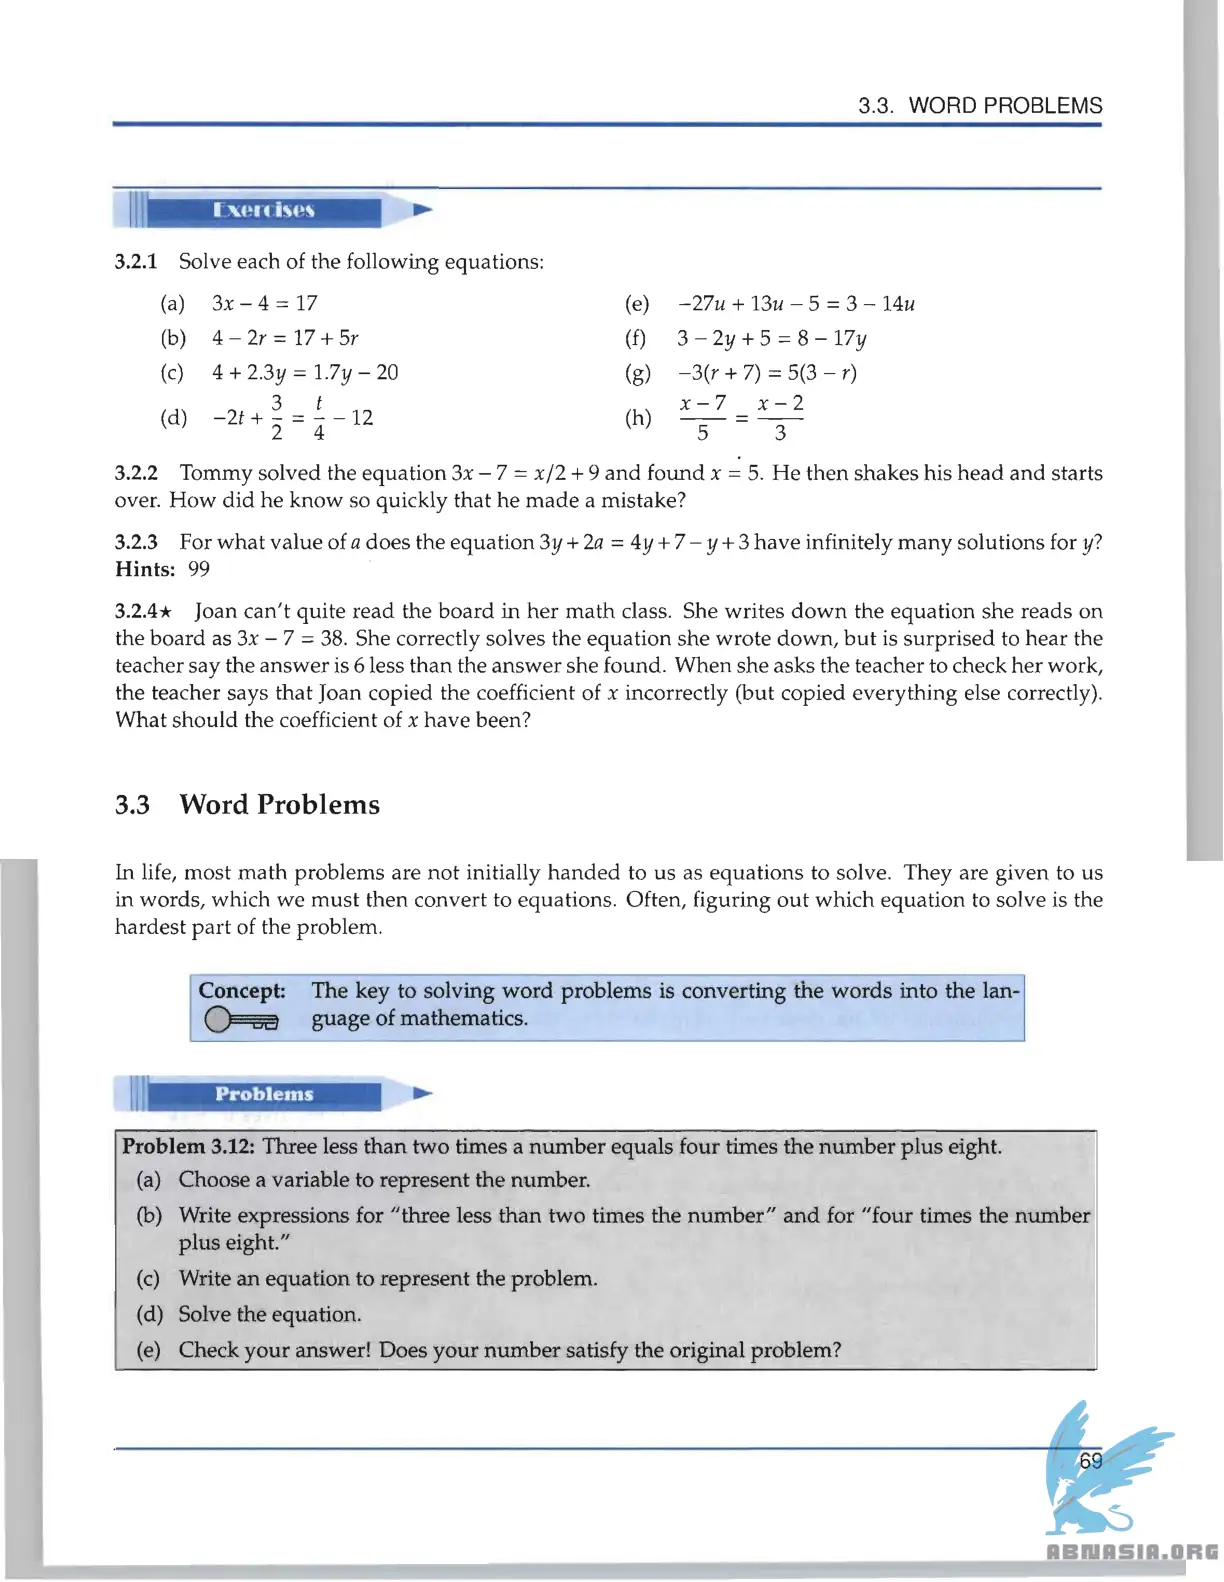 3.3. WORD PROBLEMS
Exercises
3.2.1 Solve each of the following equations:
(a) 3x − 4 = 17
(b) 4 − 2r = 17 + 5r
(c) 4 + 2.3y = 1.7y − 20
(d) −2t + 3/2 = t/4 − 12
(e) −27u + 13u − 5 = 3 − 14u
(f) 3 − 2y + 5 = 8 − 17y
(g) −3(r + 7) = 5(3 − r)
(h) (x − 7)/5 = (x − 2)/3
3.2.2 Tommy solved the equation 3x − 7 = x/2 + 9 and found x = 5. He then shakes his head and starts
over. How did he know so quickly that he made a mistake?
3.2.3 For what value of a does the equation 3y + 2a = 4y + 7 − y + 3 have infinitely many solutions for y?
Hints: 99
3.2.4★ Joan can't quite read the board in her math class. She writes down the equation she reads on
the board as 3x − 7 = 38. She correctly solves the equation she wrote down, but is surprised to hear the
teacher say the answer is 6 less than the answer she found. When she asks the teacher to check her work,
the teacher says that Joan copied the coefficient of x incorrectly (but copied everything else correctly).
What should the coefficient of x have been?
3.3 Word Problems
In life, most math problems are not initially handed to us as equations to solve. They are given to us
in words, which we must then convert to equations. Often, figuring out which equation to solve is the
hardest part of the problem.
Concept: The key to solving word problems is converting the words into the lan-
guage of mathematics.
Problems
Problem 3.12: Three less than two times a number equals four times the number plus eight.
(a) Choose a variable to represent the number.
(b) Write expressions for "three less than two times the number" and for "four times the number
plus eight."
(c) Write an equation to represent the problem.
(d) Solve the equation.
(e) Check your answer! Does your number satisfy the original problem?
69
ABNASIA.ORG